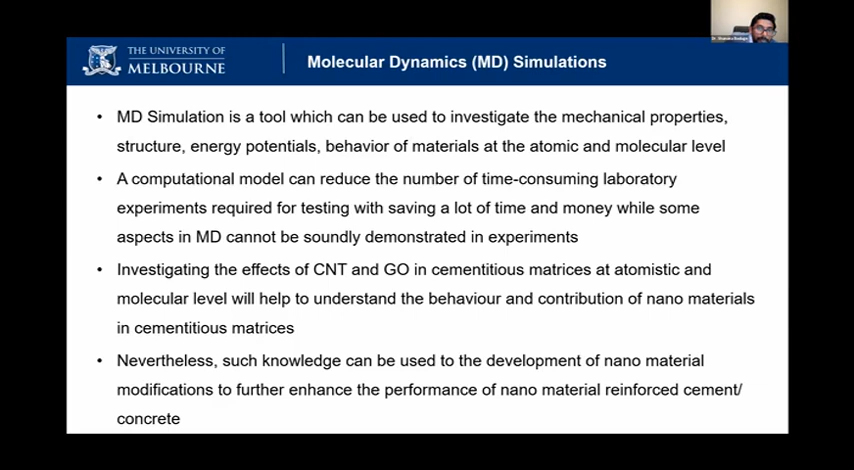 THE UNIVERSITY OF
MELBOURNE
Molecular Dynamics (MD) Simulations
• MD Simulation is a tool which can be used to investigate the mechanical properties,
structure, energy potentials, behavior of materials at the atomic and molecular level
• A computational model can reduce the number of time-consuming laboratory
experiments required for testing with saving a lot of time and money while some
aspects in MD cannot be soundly demonstrated in experiments
• Investigating the effects of CNT and GO in cementitious matrices at atomistic and
molecular level will help to understand the behaviour and contribution of nano materials
in cementitious matrices
• Nevertheless, such knowledge can be used to the development of nano material
modifications to further enhance the performance of nano material reinforced cement/
concrete